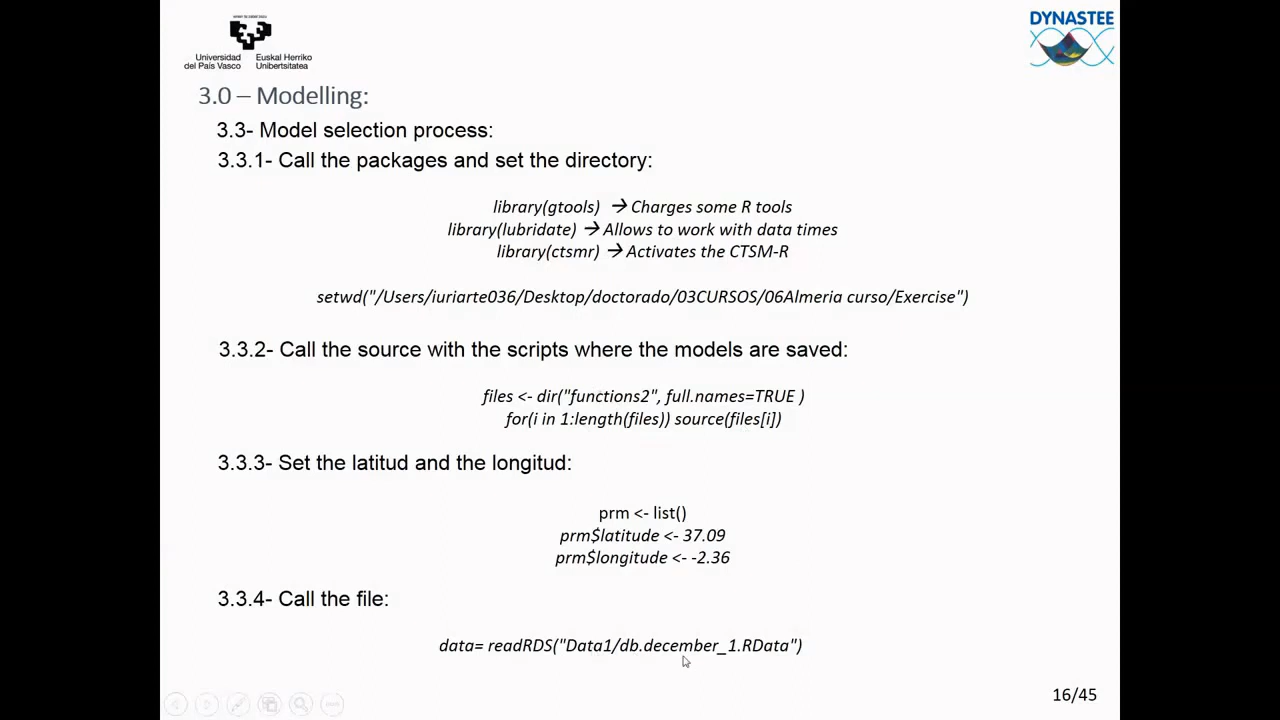 Universidad
del País Vasco
Euskal Herriko
Unibertsitatea
DYNASTEE
3.0 – Modelling:
3.3- Model selection process:
3.3.1- Call the packages and set the directory:
library(gtools) → Charges some R tools
library(lubridate) → Allows to work with data times
library(ctsmr) → Activates the CTSM-R
setwd("/Users/iuriarte036/Desktop/doctorado/03CURSOS/06Almeria curso/Exercise")
3.3.2- Call the source with the scripts where the models are saved:
files <- dir("functions2", full.names=TRUE )
for(i in 1:length(files)) source(files[i])
3.3.3- Set the latitud and the longitud:
prm <- list()
prm$latitude <- 37.09
prm$longitude <- -2.36
3.3.4- Call the file:
data= readRDS("Data1/db.december_1.RData")
16/45